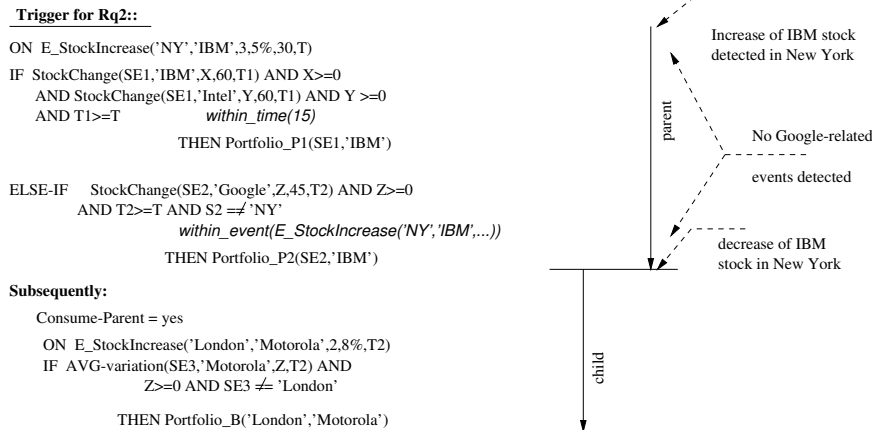 Trigger for Rq2::
ON E_StockIncrease('NY','IBM',3,5%,30,T)
IF StockChange(SE1,'IBM',X,60,T1) AND X>=0
AND StockChange(SE1,'Intel',Y,60,T1) AND Y >=0
AND T1>=T within_time(15)
THEN Portfolio_P1(SE1,'IBM')
ELSE-IF StockChange(SE2,'Google',Z,45,T2) AND Z>=0
AND T2>=T AND S2 =≠ 'NY'
within_event(E_StockIncrease('NY','IBM',...))
THEN Portfolio_P2(SE2,'IBM')
Subsequently:
Consume-Parent = yes
ON E_StockIncrease('London','Motorola',2,8%,T2)
IF AVG-variation(SE3,'Motorola',Z,T2) AND
Z>=0 AND SE3 ≠= 'London'
THEN Portfolio_B('London','Motorola')
Increase of IBM stock
detected in New York
parent
No Google-related
events detected
decrease of IBM
stock in New York
child